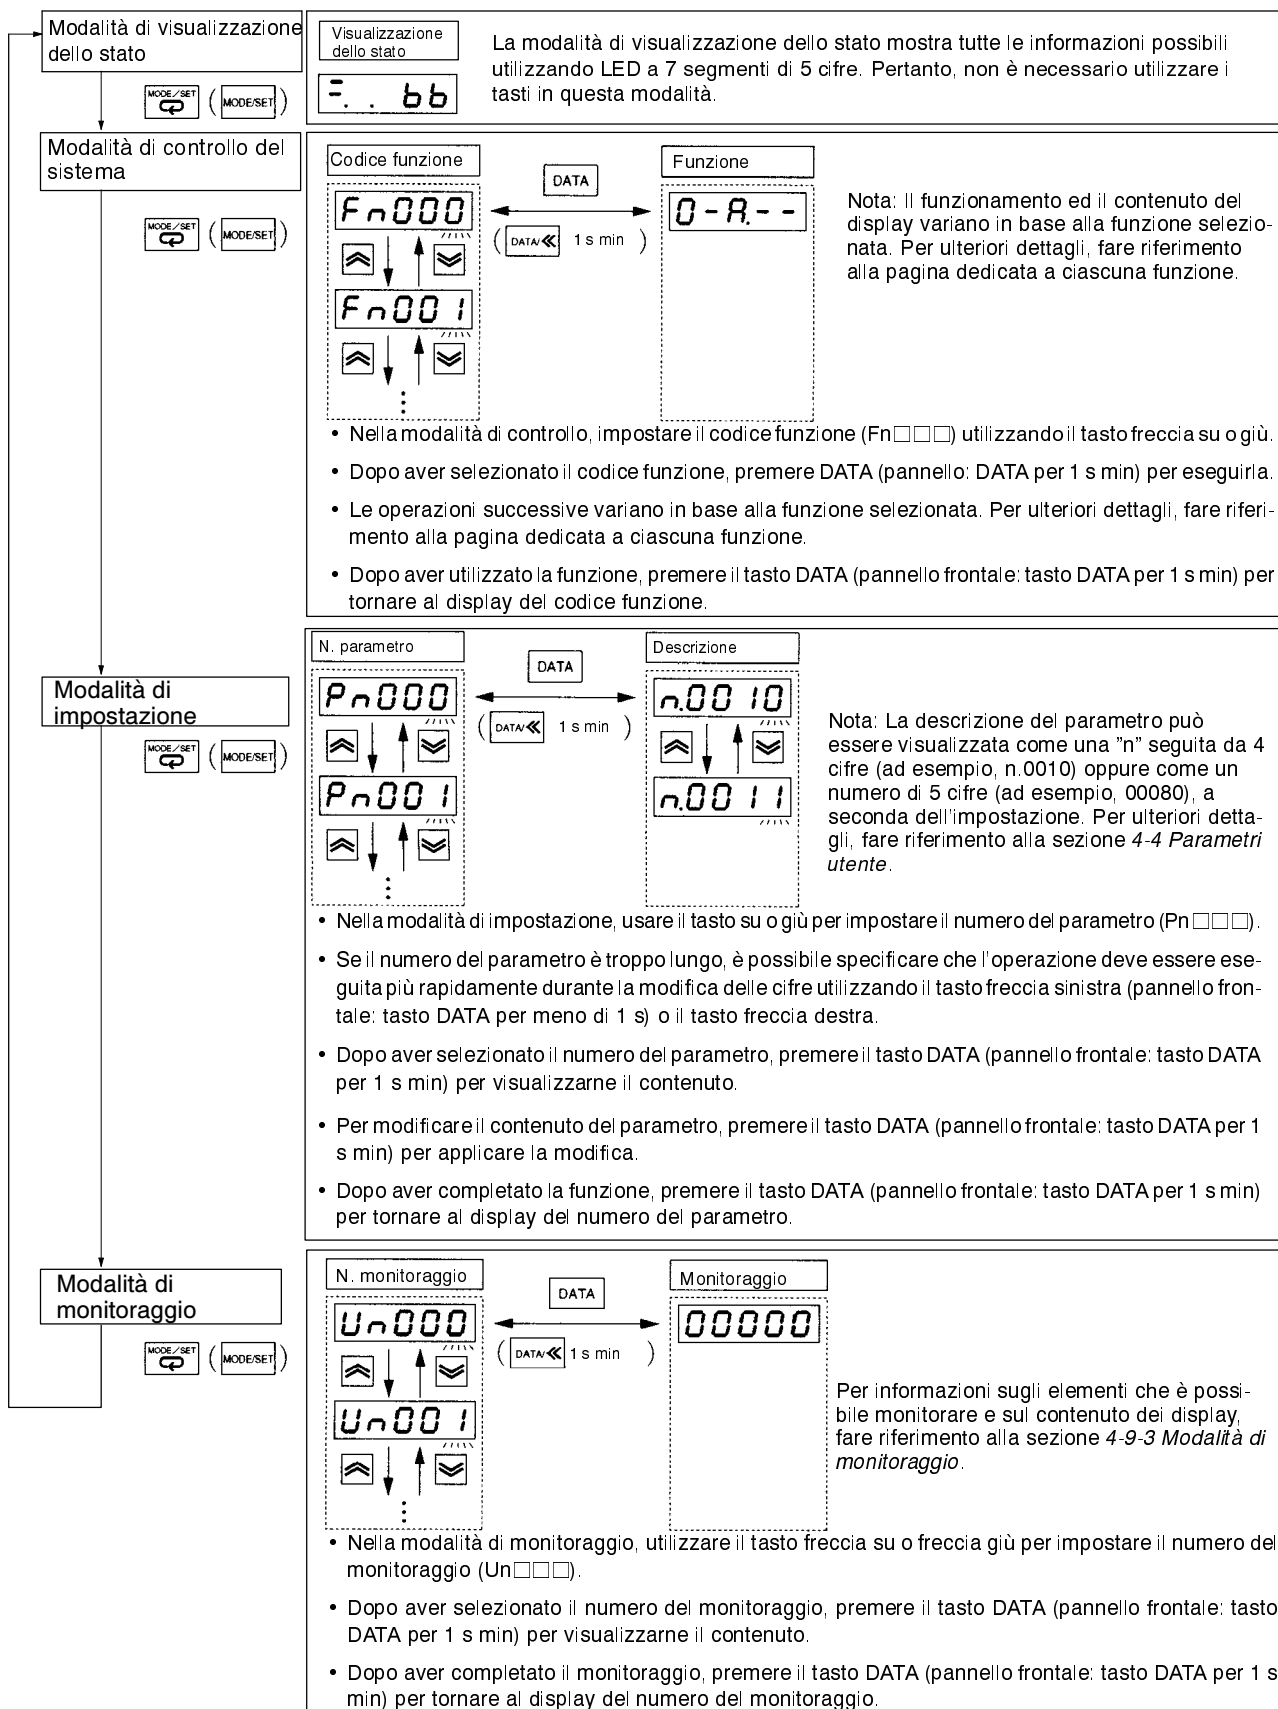 Modalità di visualizzazione
dello stato
MODE/SET
(MODE/SET)
Visualizzazione
dello stato
bb
La modalità di visualizzazione dello stato mostra tutte le informazioni possibili
utilizzando LED a 7 segmenti di 5 cifre. Pertanto, non è necessario utilizzare i
tasti in questa modalità.
Modalità di controllo del
sistema
MODE/SET
(MODE/SET)
Codice funzione
DATA
Funzione
Fn000
(DATA/≪ 1 s min)
0-A.--
Fn001
Nota: Il funzionamento ed il contenuto del
display variano in base alla funzione selezio-
nata. Per ulteriori dettagli, fare riferimento
alla pagina dedicata a ciascuna funzione.
• Nella modalità di controllo, impostare il codice funzione (Fn□□□) utilizzando il tasto freccia su o giù.
• Dopo aver selezionato il codice funzione, premere DATA (pannello: DATA per 1 s min) per eseguirla.
• Le operazioni successive variano in base alla funzione selezionata. Per ulteriori dettagli, fare riferi-
mento alla pagina dedicata a ciascuna funzione.
• Dopo aver utilizzato la funzione, premere il tasto DATA (pannello frontale: tasto DATA per 1 s min) per
tornare al display del codice funzione.
Modalità di
impostazione
MODE/SET
(MODE/SET)
N. parametro
DATA
Descrizione
Pn000
(DATA/≪ 1 s min)
n.0010
Pn001
n.0011
Nota: La descrizione del parametro può
essere visualizzata come una ”n” seguita da 4
cifre (ad esempio, n.0010) oppure come un
numero di 5 cifre (ad esempio, 00080), a
seconda dell'impostazione. Per ulteriori detta-
gli, fare riferimento alla sezione 4-4 Parametri
utente.
• Nella modalità di impostazione, usare il tasto su o giù per impostare il numero del parametro (Pn□□□).
• Se il numero del parametro è troppo lungo, è possibile specificare che l'operazione deve essere ese-
guita più rapidamente durante la modifica delle cifre utilizzando il tasto freccia sinistra (pannello fron-
tale: tasto DATA per meno di 1 s) o il tasto freccia destra.
• Dopo aver selezionato il numero del parametro, premere il tasto DATA (pannello frontale: tasto DATA
per 1 s min) per visualizzarne il contenuto.
• Per modificare il contenuto del parametro, premere il tasto DATA (pannello frontale: tasto DATA per 1
s min) per applicare la modifica.
• Dopo aver completato la funzione, premere il tasto DATA (pannello frontale: tasto DATA per 1 s min)
per tornare al display del numero del parametro.
Modalità di
monitoraggio
MODE/SET
(MODE/SET)
N. monitoraggio
DATA
Monitoraggio
Un000
(DATA/≪ 1 s min)
00000
Un001
Per informazioni sugli elementi che è possi-
bile monitorare e sul contenuto dei display,
fare riferimento alla sezione 4-9-3 Modalità di
monitoraggio.
• Nella modalità di monitoraggio, utilizzare il tasto freccia su o freccia giù per impostare il numero del
monitoraggio (Un□□□).
• Dopo aver selezionato il numero del monitoraggio, premere il tasto DATA (pannello frontale: tasto
DATA per 1 s min) per visualizzarne il contenuto.
• Dopo aver completato il monitoraggio, premere il tasto DATA (pannello frontale: tasto DATA per 1 s
min) per tornare al display del numero del monitoraggio.